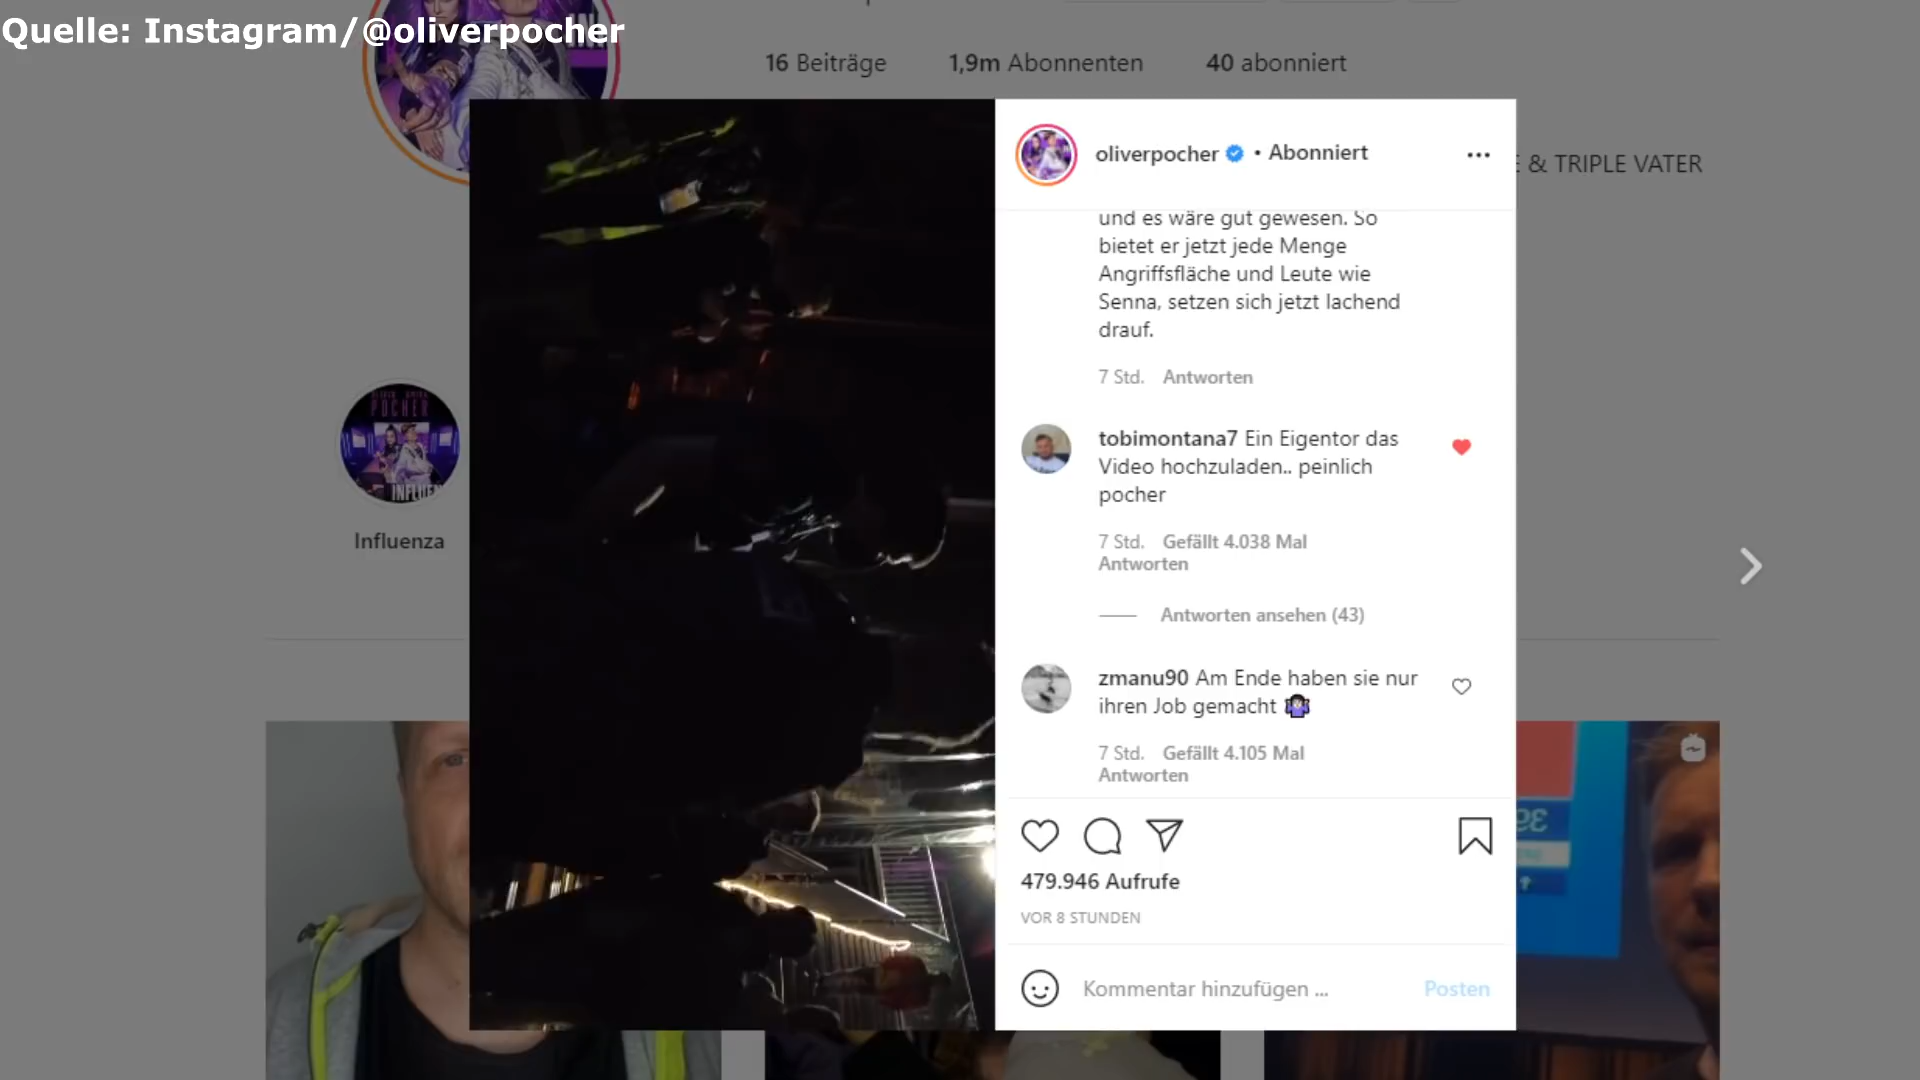 Quelle: Instagram/@oliverpocher
16 Beiträge 1,9m Abonnenten 40 abonniert
oliverpocher • Abonniert
& TRIPLE VATER
und es wäre gut gewesen. So
bietet er jetzt jede Menge
Angriffsfläche und Leute wie
Senna, setzen sich jetzt lachend
drauf.
7 Std. Antworten
POCHER
INFLUEN
Influenza
tobimontana7 Ein Eigentor das
Video hochzuladen.. peinlich
pocher
7 Std. Gefällt 4.038 Mal
Antworten
Antworten ansehen (43)
zmanu90 Am Ende haben sie nur
ihren Job gemacht 🤷🏻‍♀️
7 Std. Gefällt 4.105 Mal
Antworten
479.946 Aufrufe
VOR 8 STUNDEN
Kommentar hinzufügen ...
Posten